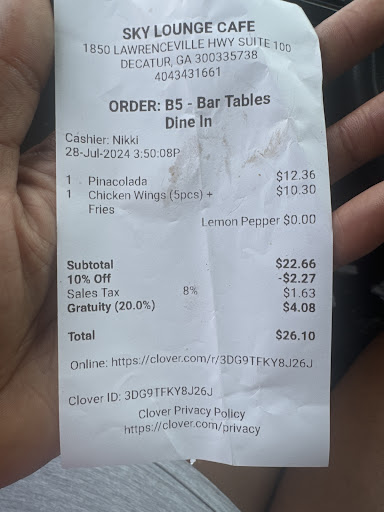 SKY LOUNGE CAFE
1850 LAWRENCEVILLE HWY SUITE 100
DECATUR, GA 300335738
4043431661
ORDER: B5 - Bar Tables
Dine In
Cashier: Nikki
28-Jul-2024 3:50:08P
1 Pinacolada $12.36
1 Chicken Wings (5pcs) + $10.30
Fries
Lemon Pepper $0.00
Subtotal $22.66
10% Off -$2.27
Sales Tax 8% $1.63
Gratuity (20.0%) $4.08
Total $26.10
Online: https://clover.com/r/3DG9TFKY8J26J
Clover ID: 3DG9TFKY8J26J
Clover Privacy Policy
https://clover.com/privacy